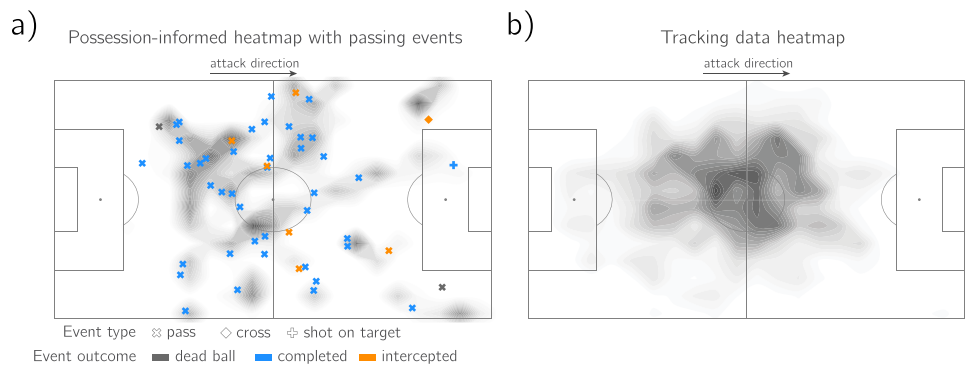 a)
Possession-informed heatmap with passing events
attack direction
b)
Tracking data heatmap
attack direction
Event type pass cross shot on target
Event outcome dead ball completed intercepted